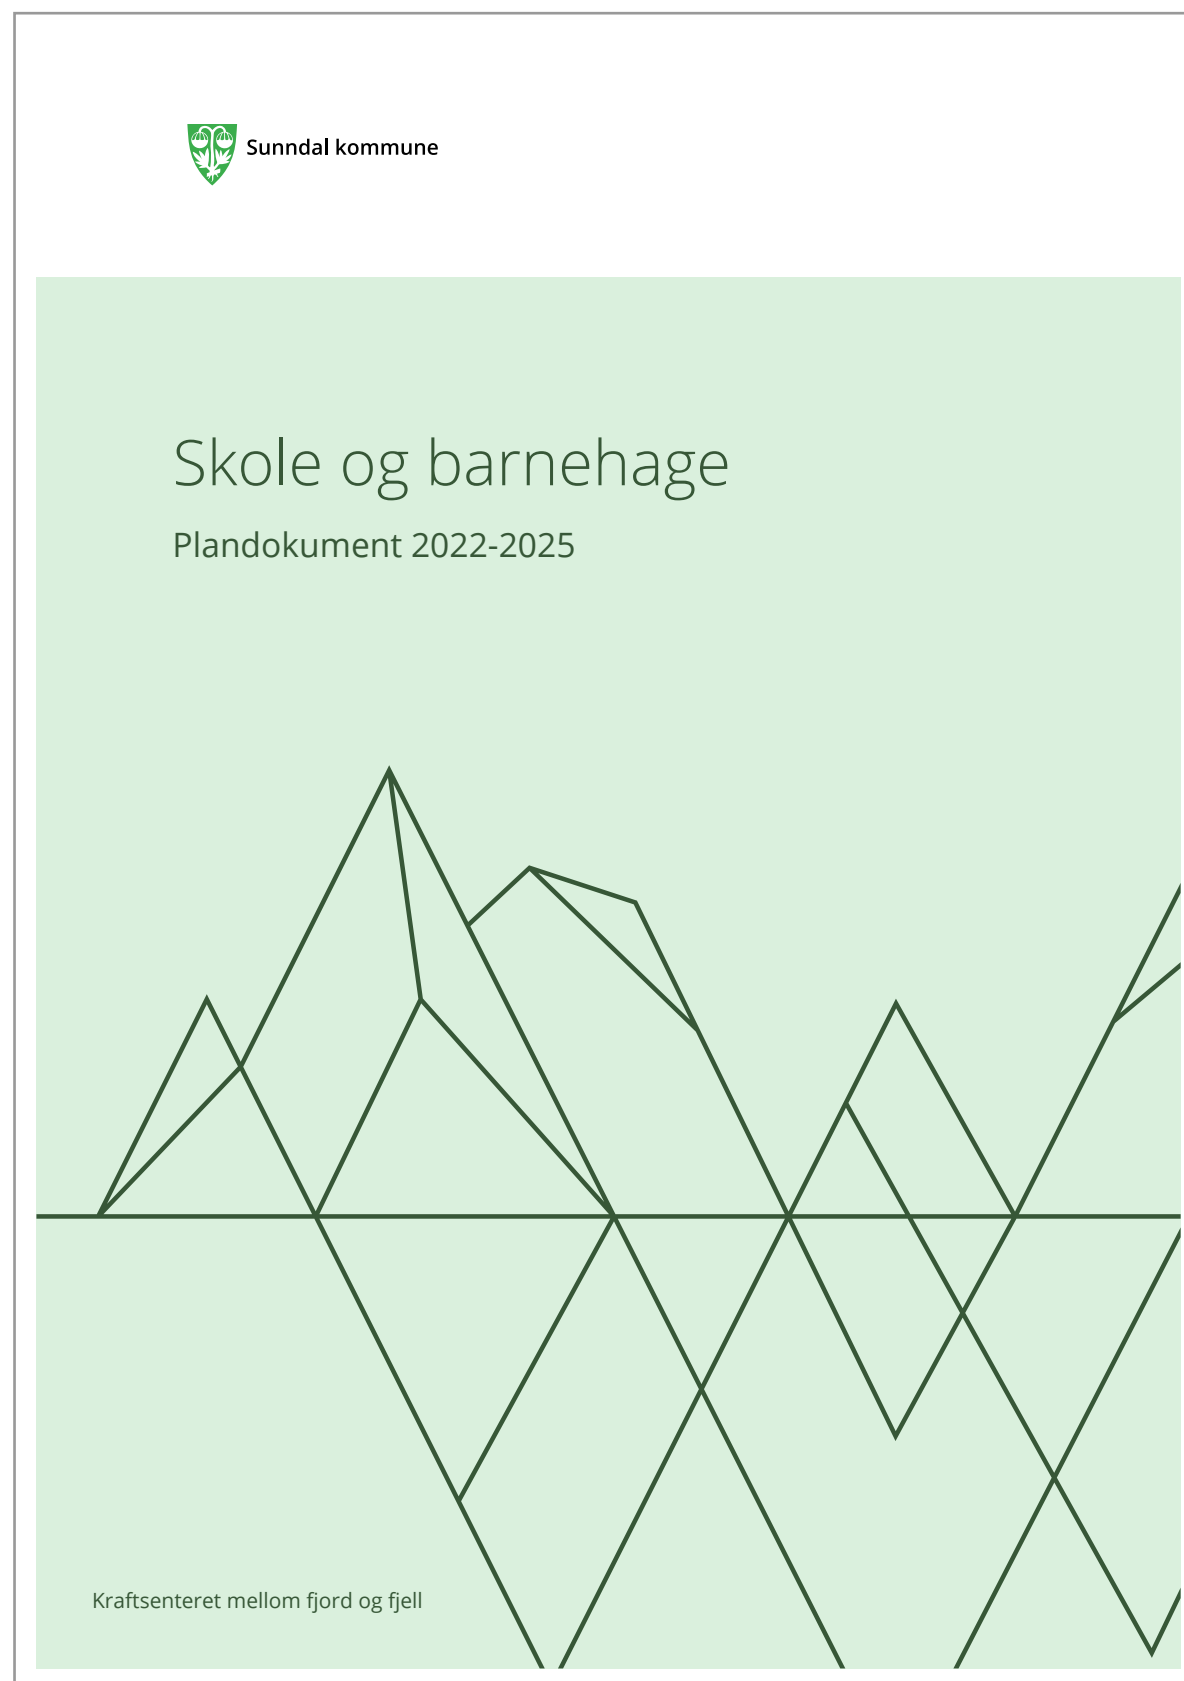 Sunndal kommune
Skole og barnehage
Plandokument 2022-2025
Kraftsenteret mellom fjord og fjell